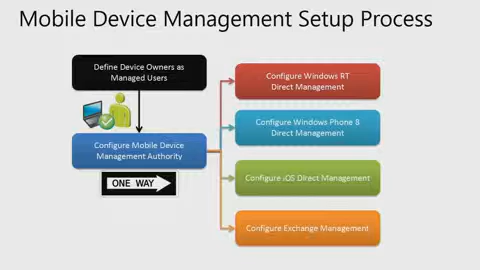 Mobile Device Management Setup Process
Define Device Owners as
Managed Users
Configure Mobile Device
Management Authority
ONE WAY
Configure Windows RT
Direct Management
Configure Windows Phone 8
Direct Management
Configure iOS Direct Management
Configure Exchange Management